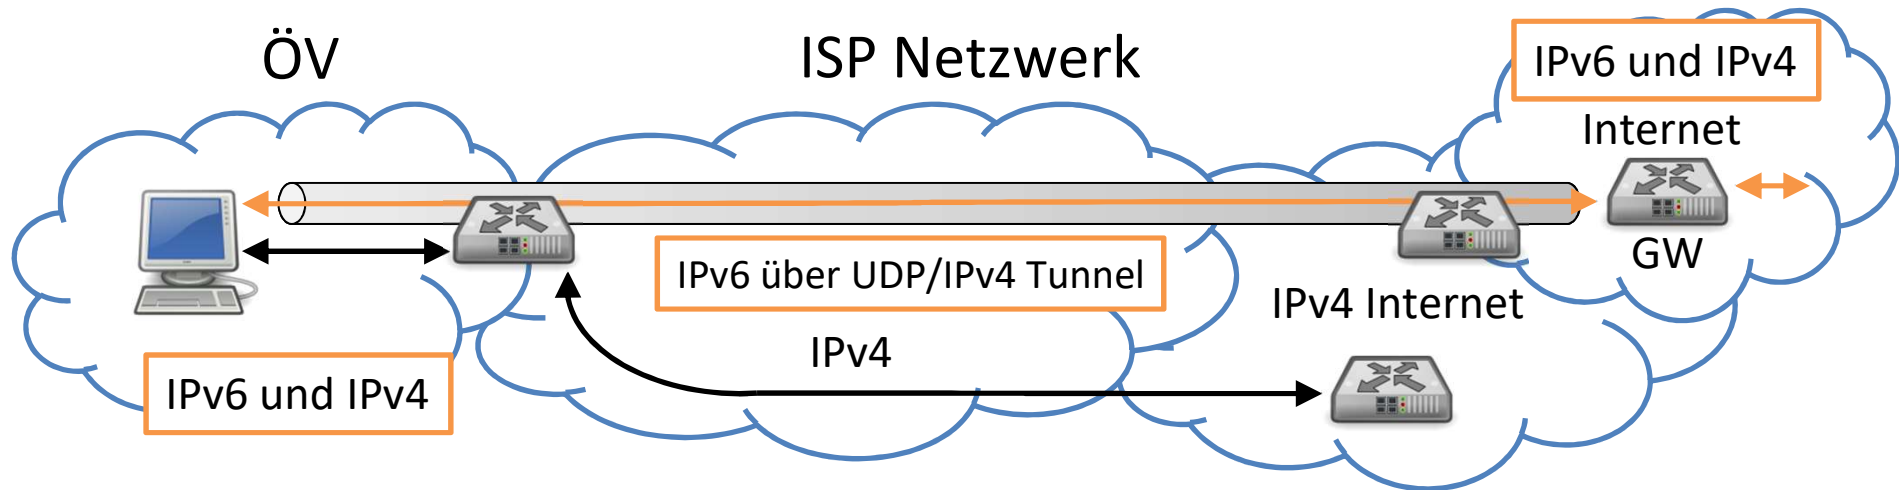 ÖV
ISP Netzwerk
IPv6 und IPv4
Internet
GW
IPv6 über UDP/IPv4 Tunnel
IPv4 Internet
IPv4
IPv6 und IPv4